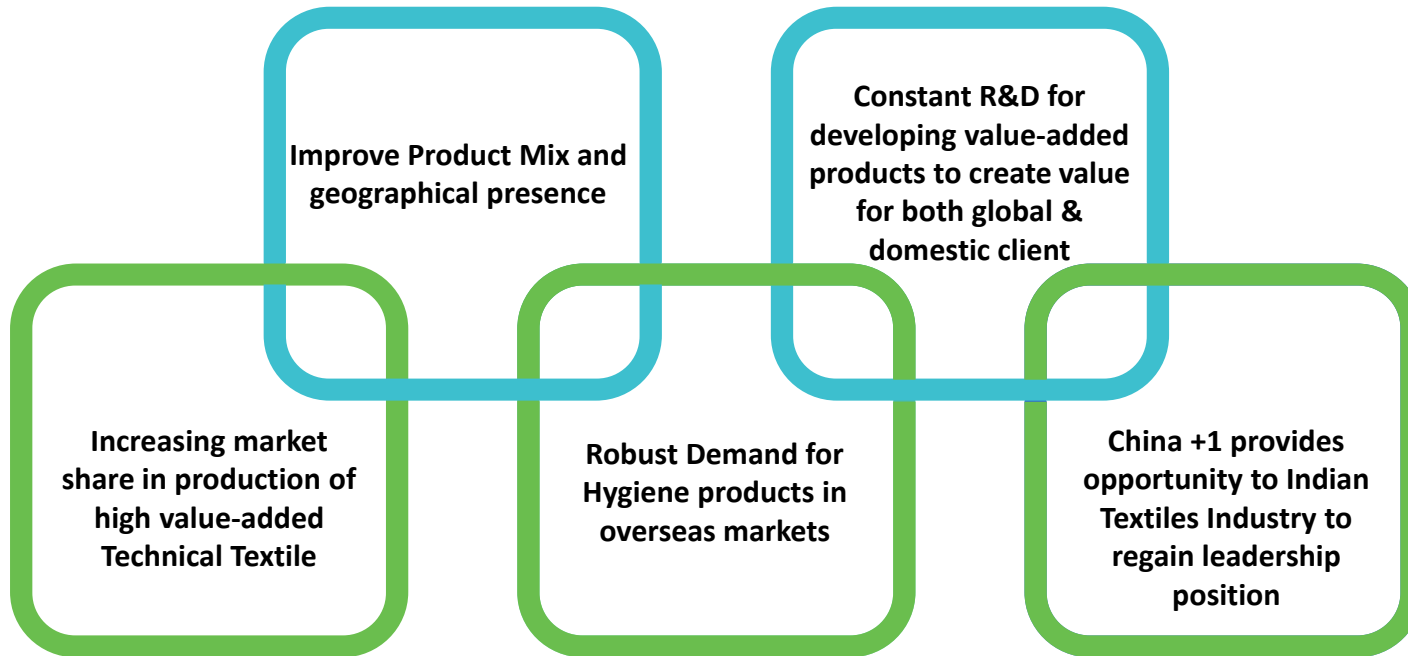 Improve Product Mix and
geographical presence
Constant R&D for
developing value-added
products to create value
for both global &
domestic client
Increasing market
share in production of
high value-added
Technical Textile
Robust Demand for
Hygiene products in
overseas markets
China +1 provides
opportunity to Indian
Textiles Industry to
regain leadership
position